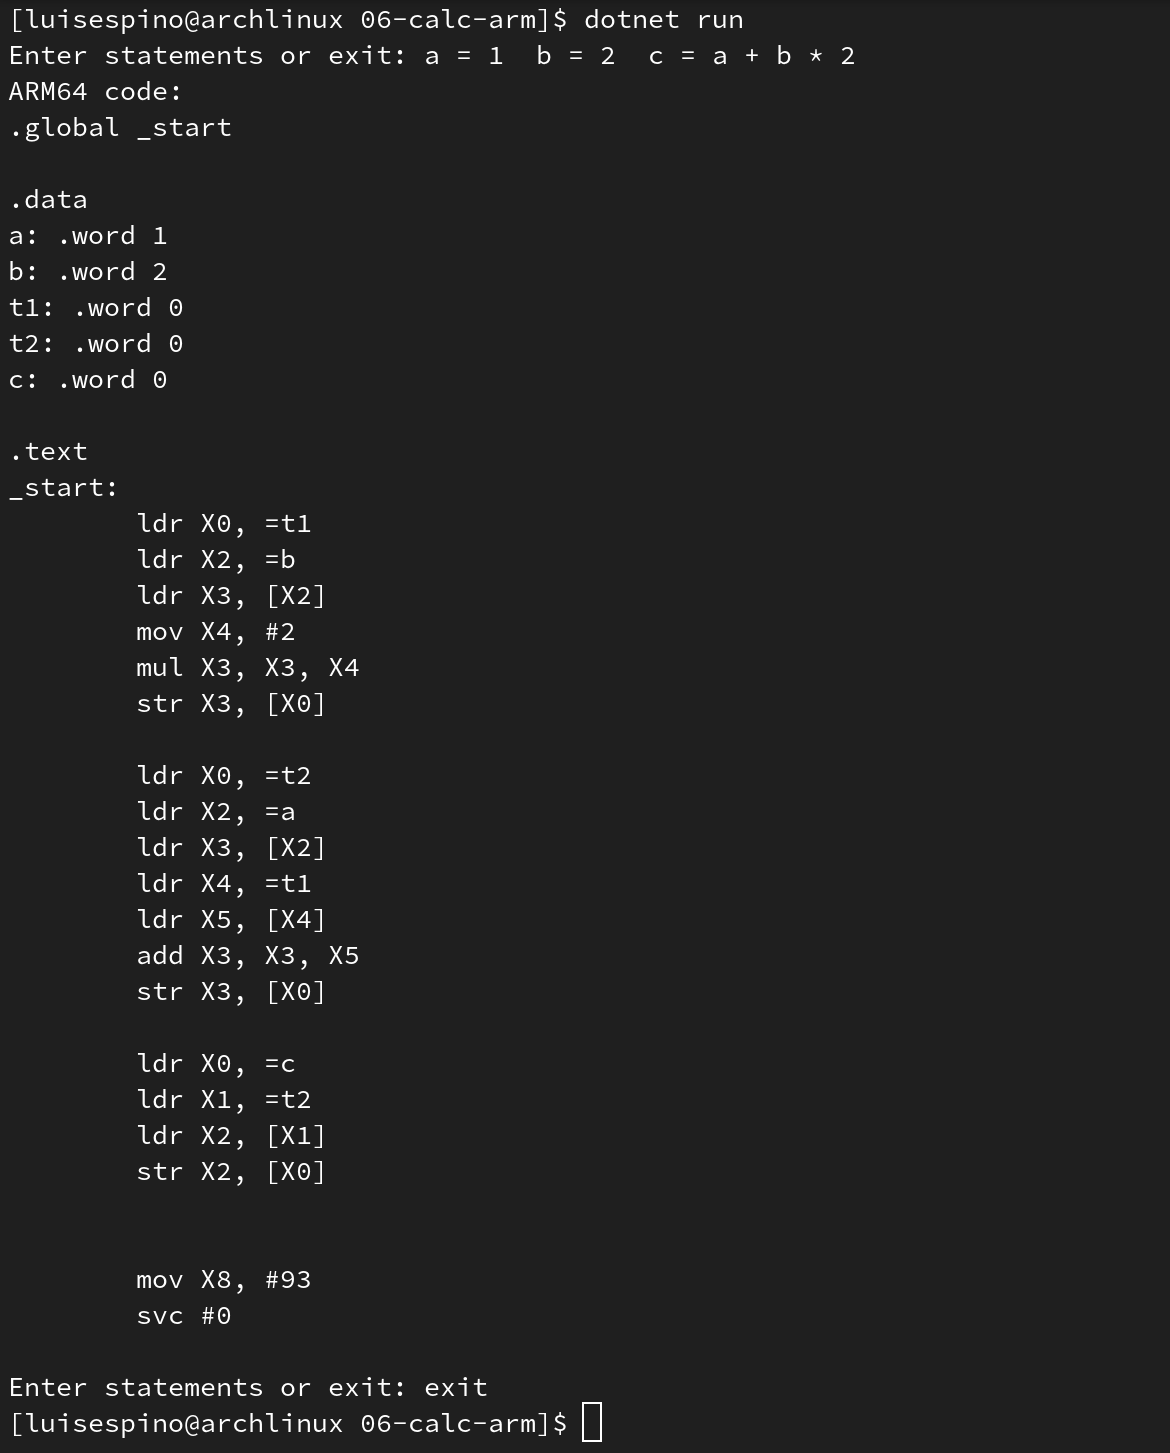 [luisespino@archlinux 06-calc-arm]$ dotnet run
Enter statements or exit: a = 1  b = 2  c = a + b * 2
ARM64 code:
.global _start

.data
a: .word 1
b: .word 2
t1: .word 0
t2: .word 0
c: .word 0

.text
_start:
        ldr X0, =t1
        ldr X2, =b
        ldr X3, [X2]
        mov X4, #2
        mul X3, X3, X4
        str X3, [X0]

        ldr X0, =t2
        ldr X2, =a
        ldr X3, [X2]
        ldr X4, =t1
        ldr X5, [X4]
        add X3, X3, X5
        str X3, [X0]

        ldr X0, =c
        ldr X1, =t2
        ldr X2, [X1]
        str X2, [X0]


        mov X8, #93
        svc #0

Enter statements or exit: exit
[luisespino@archlinux 06-calc-arm]$